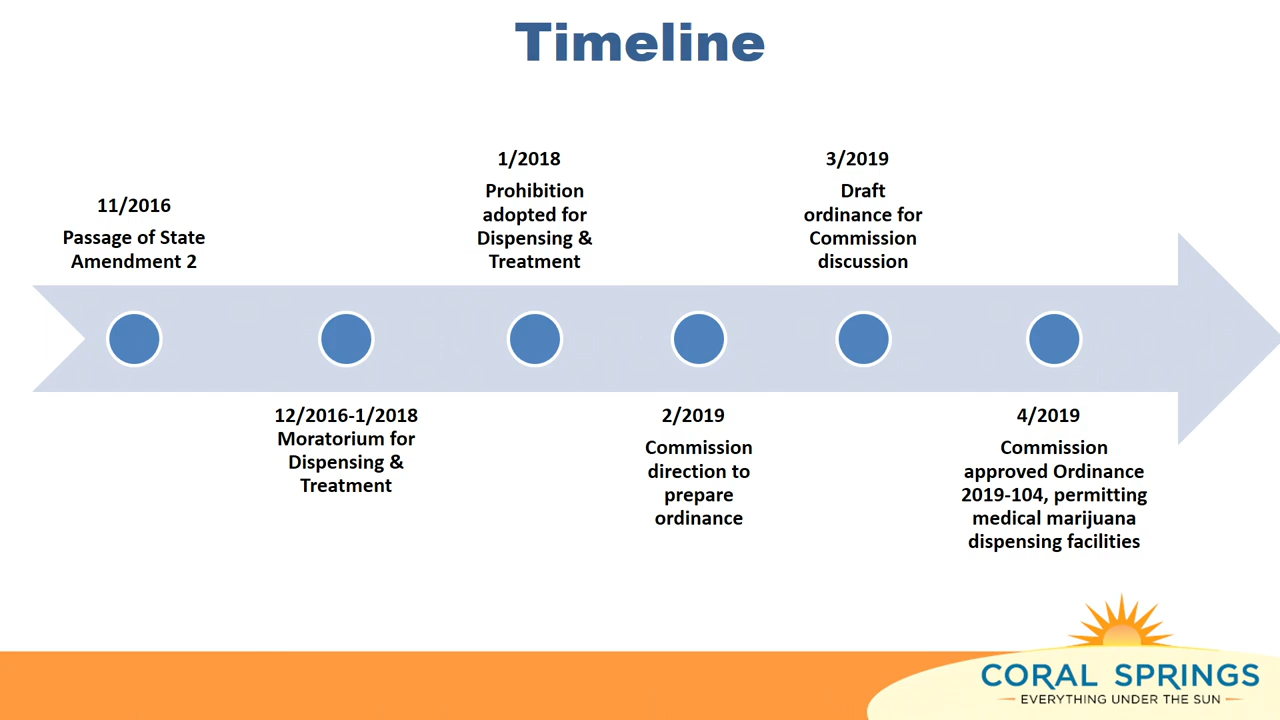 Timeline
11/2016
Passage of State
Amendment 2
12/2016-1/2018
Moratorium for
Dispensing &
Treatment
1/2018
Prohibition
adopted for
Dispensing &
Treatment
2/2019
Commission
direction to
prepare
ordinance
3/2019
Draft
ordinance for
Commission
discussion
4/2019
Commission
approved Ordinance
2019-104, permitting
medical marijuana
dispensing facilities
CORAL SPRINGS
EVERYTHING UNDER THE SUN